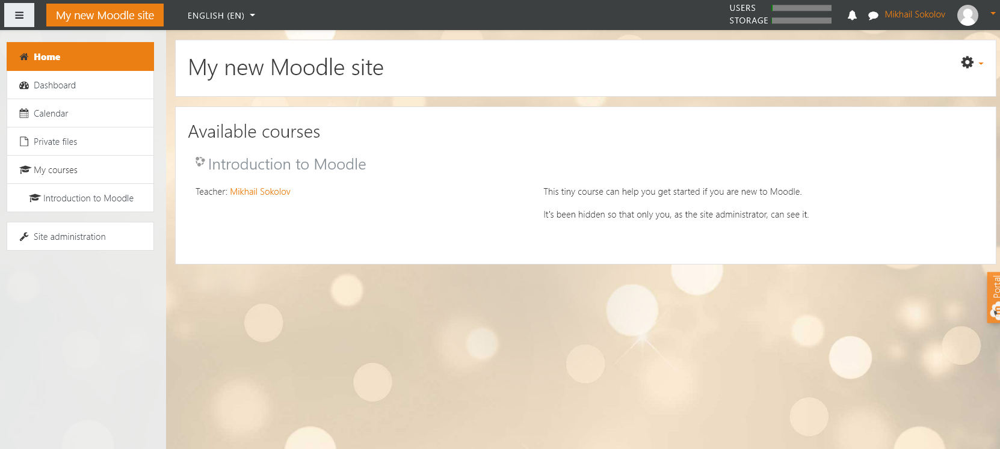 My new Moodle site
ENGLISH (EN)
USERS
STORAGE
Mikhail Sokolov
Home
Dashboard
Calendar
Private files
My courses
Introduction to Moodle
Site administration
My new Moodle site
Available courses
Introduction to Moodle
Teacher: Mikhail Sokolov
This tiny course can help you get started if you are new to Moodle.
It's been hidden so that only you, as the site administrator, can see it.
Portal